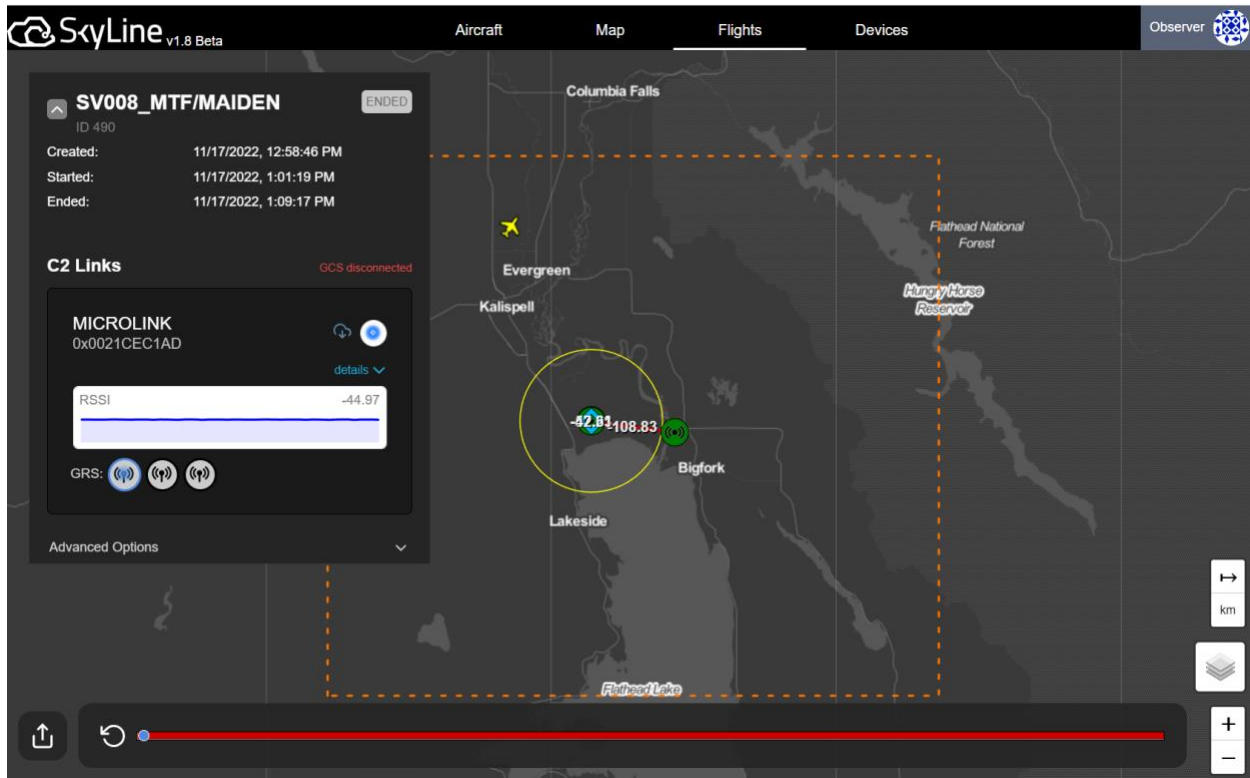 SkyLine v1.8 Beta
Aircraft
Map
Flights
Devices
Observer
SV008_MTF/MAIDEN
ENDED
ID 490
Created: 11/17/2022, 12:58:46 PM
Started: 11/17/2022, 1:01:19 PM
Ended: 11/17/2022, 1:09:17 PM
C2 Links
GCS disconnected
MICROLINK
0x0021CEC1AD
details
RSSI
-44.97
GRS:
Advanced Options
Columbia Falls
Flathead National
Forest
Evergreen
Hungry Horse
Reservoir
Kalispell
-108.83
Bigfork
Lakeside
Flathead Lake
km
+
−